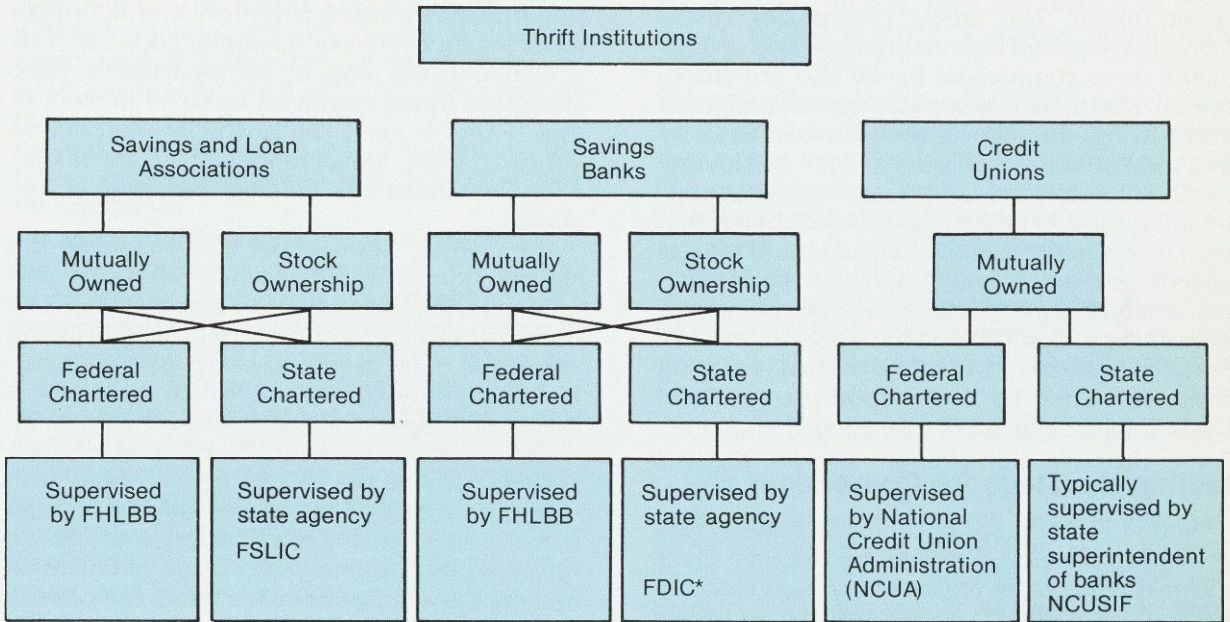 Thrift Institutions
Savings and Loan
Associations
Savings
Banks
Credit
Unions
Mutually
Owned
Stock
Ownership
Mutually
Owned
Stock
Ownership
Mutually
Owned
Federal
Chartered
State
Chartered
Federal
Chartered
State
Chartered
Federal
Chartered
State
Chartered
Supervised
by FHLBB
Supervised by
state agency
FSLIC
Supervised
by FHLBB
Supervised by
state agency
FDIC*
Supervised
by National
Credit Union
Administration
(NCUA)
Typically
supervised by
state
superintendent
of banks
NCUSIF